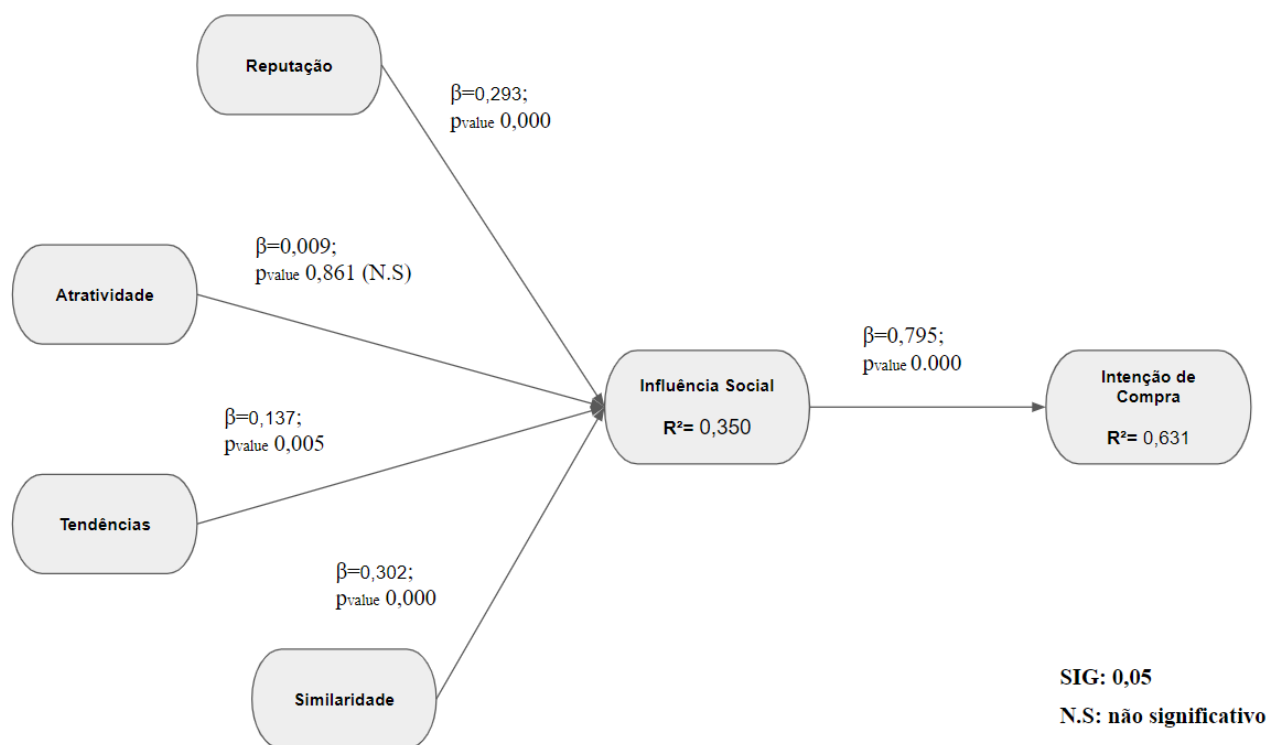 Reputação
β=0,293;
pvalue 0,000
Atratividade
β=0,009;
pvalue 0,861 (N.S)
Tendências
β=0,137;
pvalue 0,005
Similaridade
β=0,302;
pvalue 0,000
Influência Social
R²= 0,350
β=0,795;
pvalue 0.000
Intenção de
Compra
R²= 0,631
SIG: 0,05
N.S: não significativo